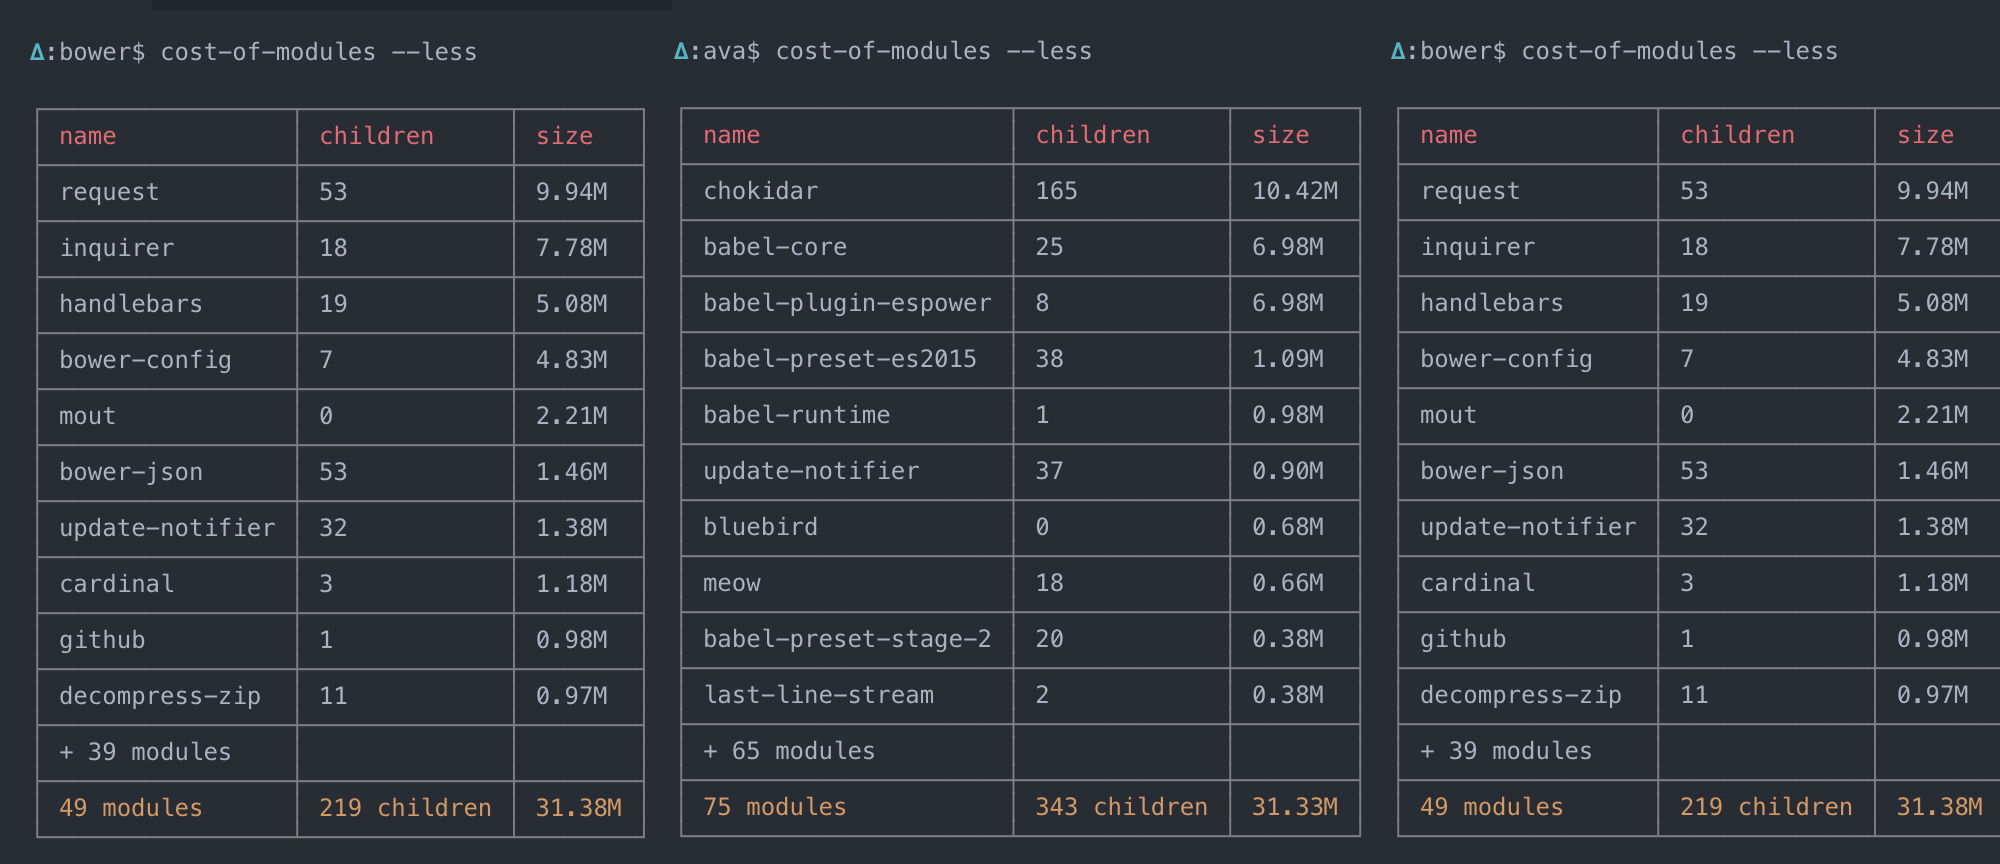 Δ:bower$ cost-of-modules --less
name children size
request 53 9.94M
inquirer 18 7.78M
handlebars 19 5.08M
bower-config 7 4.83M
mout 0 2.21M
bower-json 53 1.46M
update-notifier 32 1.38M
cardinal 3 1.18M
github 1 0.98M
decompress-zip 11 0.97M
+ 39 modules
49 modules 219 children 31.38M
Δ:ava$ cost-of-modules --less
name children size
chokidar 165 10.42M
babel-core 25 6.98M
babel-plugin-espower 8 6.98M
babel-preset-es2015 38 1.09M
babel-runtime 1 0.98M
update-notifier 37 0.90M
bluebird 0 0.68M
meow 18 0.66M
babel-preset-stage-2 20 0.38M
last-line-stream 2 0.38M
+ 65 modules
75 modules 343 children 31.33M
Δ:bower$ cost-of-modules --less
name children size
request 53 9.94M
inquirer 18 7.78M
handlebars 19 5.08M
bower-config 7 4.83M
mout 0 2.21M
bower-json 53 1.46M
update-notifier 32 1.38M
cardinal 3 1.18M
github 1 0.98M
decompress-zip 11 0.97M
+ 39 modules
49 modules 219 children 31.38M